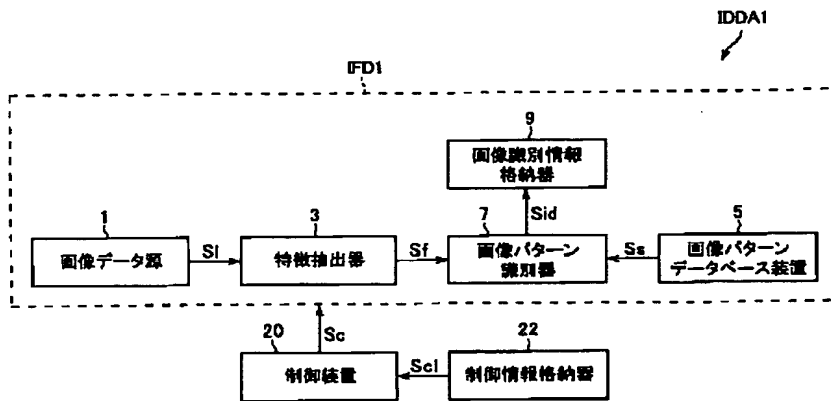 IDDA1
IFD1
9
画像識別情報
格納器
1
画像データ源
Si
3
特徴抽出器
Sf
7
画像パターン
識別器
Sid
Ss
5
画像パターン
データベース装置
20
制御装置
Sc
Scl
22
制御情報格納器